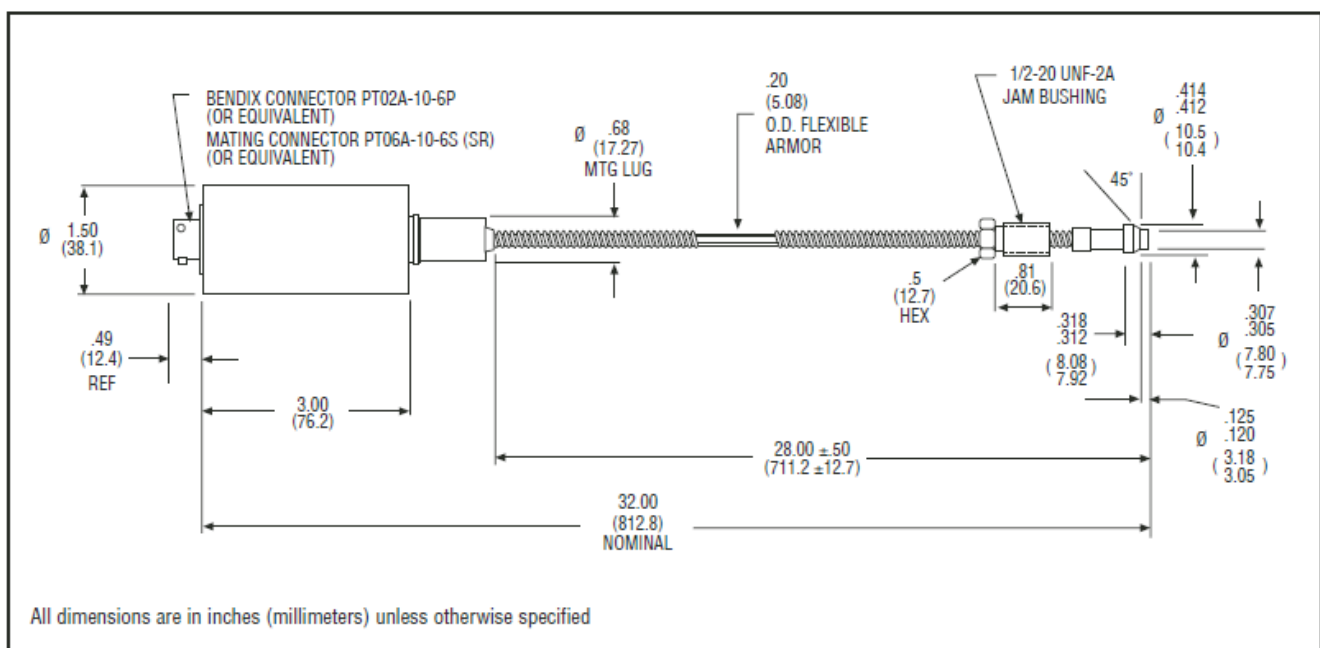 BENDIX CONNECTOR PT02A-10-6P
(OR EQUIVALENT)
MATING CONNECTOR PT06A-10-6S (SR)
(OR EQUIVALENT)
Ø 1.50
(38.1)
.49
(12.4)
REF
3.00
(76.2)
Ø .68
(17.27)
MTG LUG
.20
(5.08)
O.D. FLEXIBLE
ARMOR
1/2-20 UNF-2A
JAM BUSHING
.414
Ø .412
( 10.5
10.4 )
45°
.5
(12.7)
HEX
.81
(20.6)
.318
.312
( 8.08
7.92 )
.307
Ø .305
( 7.80
7.75 )
.125
Ø .120
( 3.18
3.05 )
28.00 ±.50
(711.2 ±12.7)
32.00
(812.8)
NOMINAL
All dimensions are in inches (millimeters) unless otherwise specified